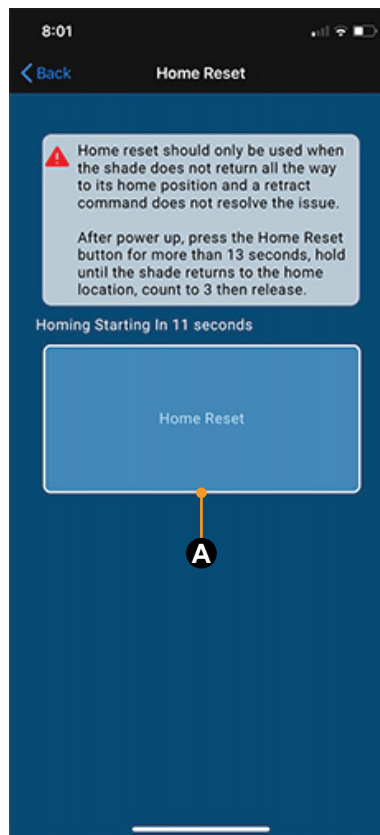 8:01
Back Home Reset
Home reset should only be used when
the shade does not return all the way
to its home position and a retract
command does not resolve the issue.
After power up, press the Home Reset
button for more than 13 seconds, hold
until the shade returns to the home
location, count to 3 then release.
Homing Starting In 11 seconds
Home Reset
A